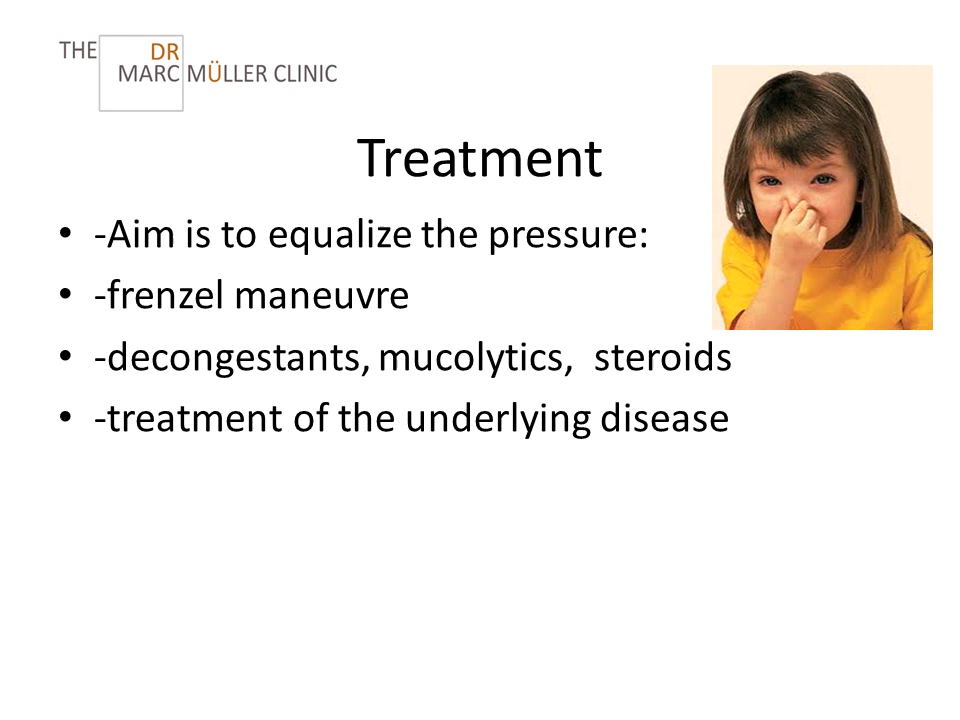 THE DR
MARC MÜLLER CLINIC
Treatment
• -Aim is to equalize the pressure:
• -frenzel maneuvre
• -decongestants, mucolytics,  steroids
• -treatment of the underlying disease